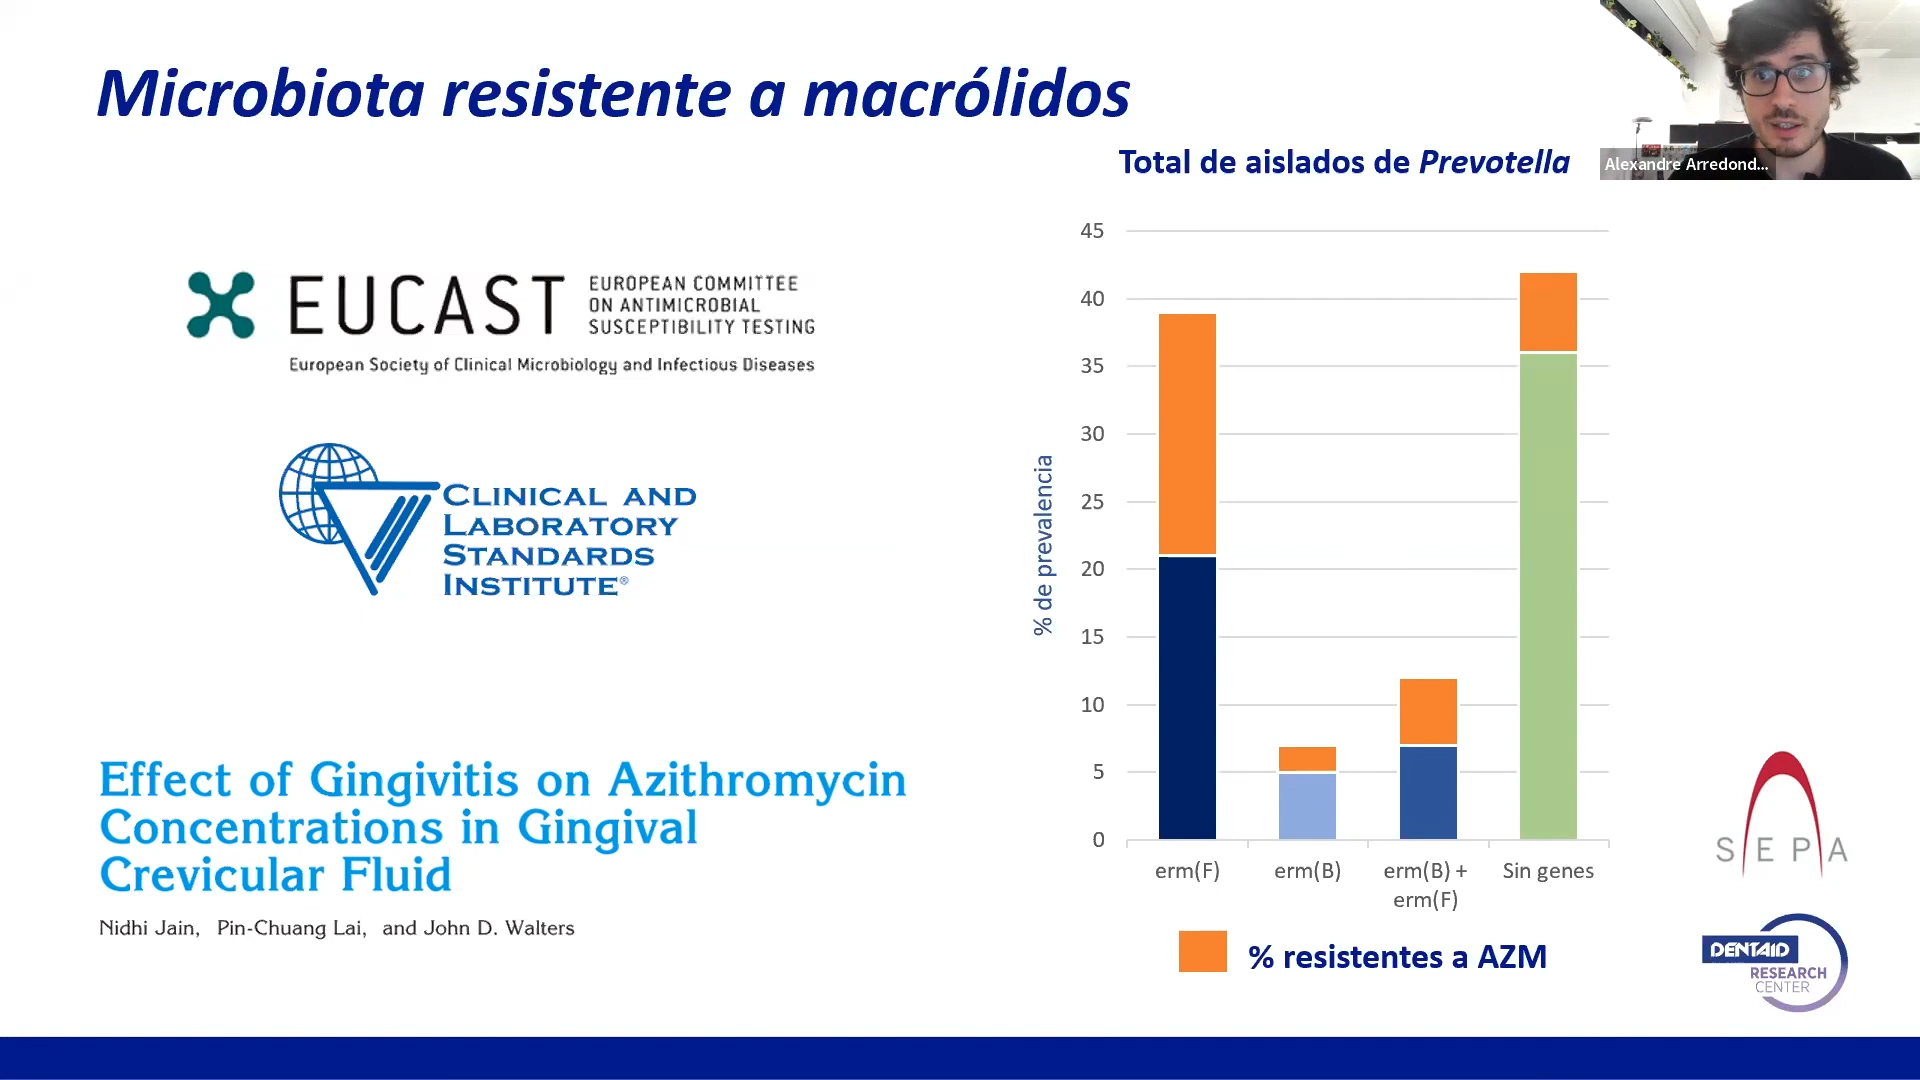 Microbiota resistente a macrólidos
Alexandre Arredond...
EUCAST
EUROPEAN COMMITTEE
ON ANTIMICROBIAL
SUSCEPTIBILITY TESTING
European Society of Clinical Microbiology and Infectious Diseases
CLINICAL AND
LABORATORY
STANDARDS
INSTITUTE®
Effect of Gingivitis on Azithromycin
Concentrations in Gingival
Crevicular Fluid
Nidhi Jain, Pin-Chuang Lai, and John D. Walters
Total de aislados de Prevotella
% de prevalencia
45
40
35
30
25
20
15
10
5
0
erm(F)
erm(B)
erm(B) +
erm(F)
Sin genes
% resistentes a AZM
SEPA
DENTAID
RESEARCH
CENTER